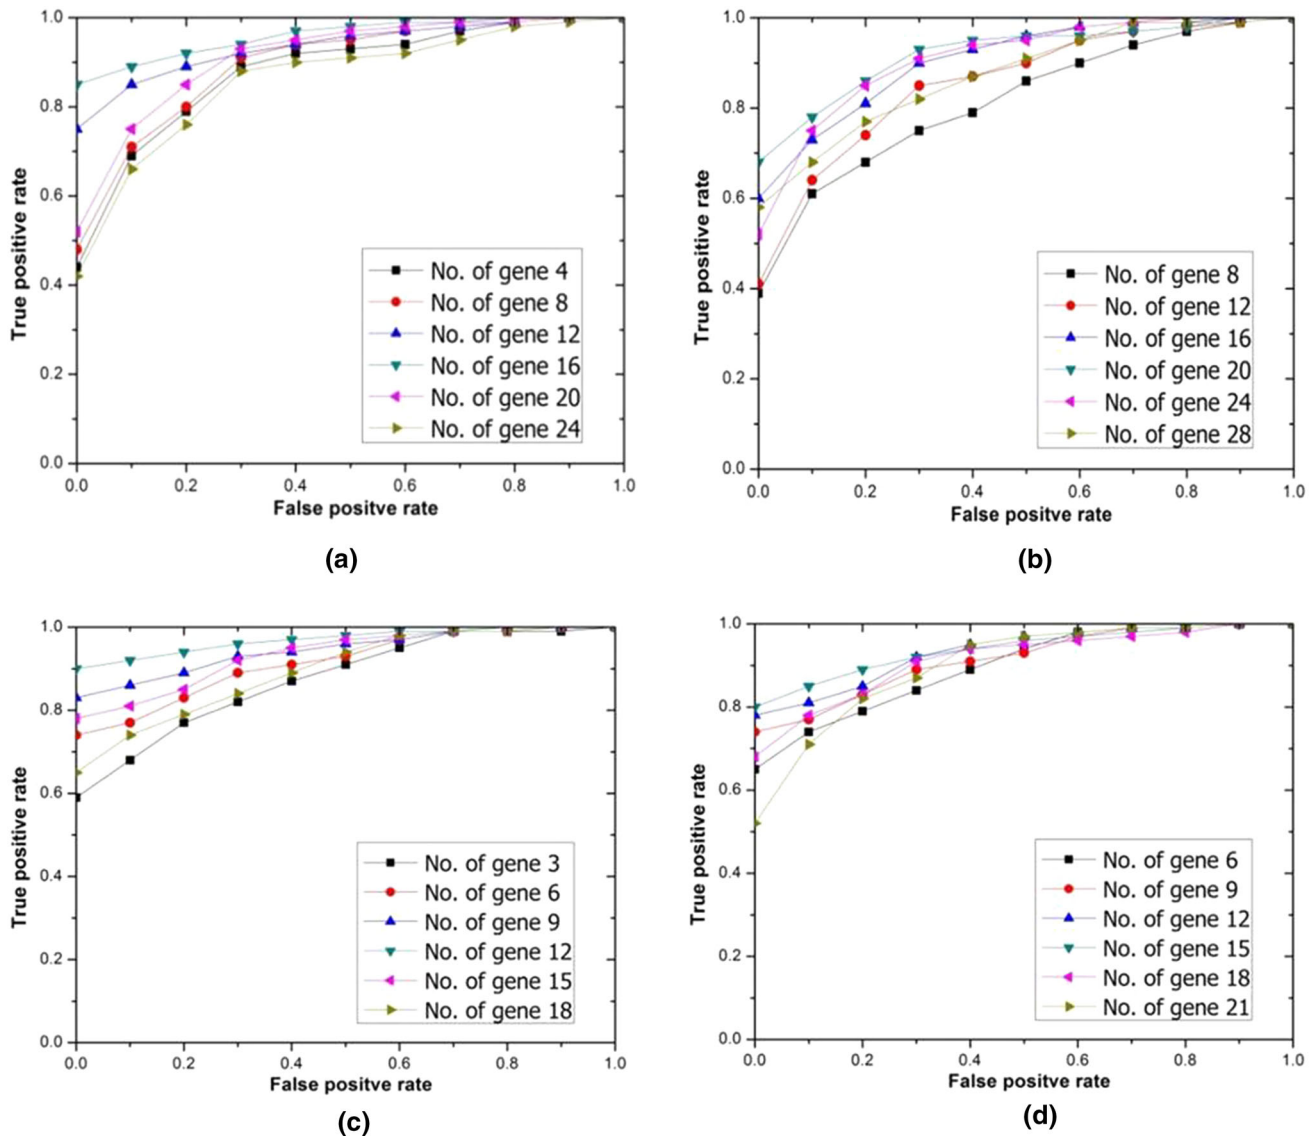 1.0
0.8
0.6
0.4
0.2
0.0
True positive rate
0.0 0.2 0.4 0.6 0.8 1.0
False positve rate
No. of gene 4
No. of gene 8
No. of gene 12
No. of gene 16
No. of gene 20
No. of gene 24
(a)
1.0
0.8
0.6
0.4
0.2
0.0
True positive rate
0.0 0.2 0.4 0.6 0.8 1.0
False positve rate
No. of gene 8
No. of gene 12
No. of gene 16
No. of gene 20
No. of gene 24
No. of gene 28
(b)
1.0
0.8
0.6
0.4
0.2
0.0
True positive rate
0.0 0.2 0.4 0.6 0.8 1.0
False positve rate
No. of gene 3
No. of gene 6
No. of gene 9
No. of gene 12
No. of gene 15
No. of gene 18
(c)
1.0
0.8
0.6
0.4
0.2
0.0
True positive rate
0.0 0.2 0.4 0.6 0.8 1.0
False positve rate
No. of gene 6
No. of gene 9
No. of gene 12
No. of gene 15
No. of gene 18
No. of gene 21
(d)